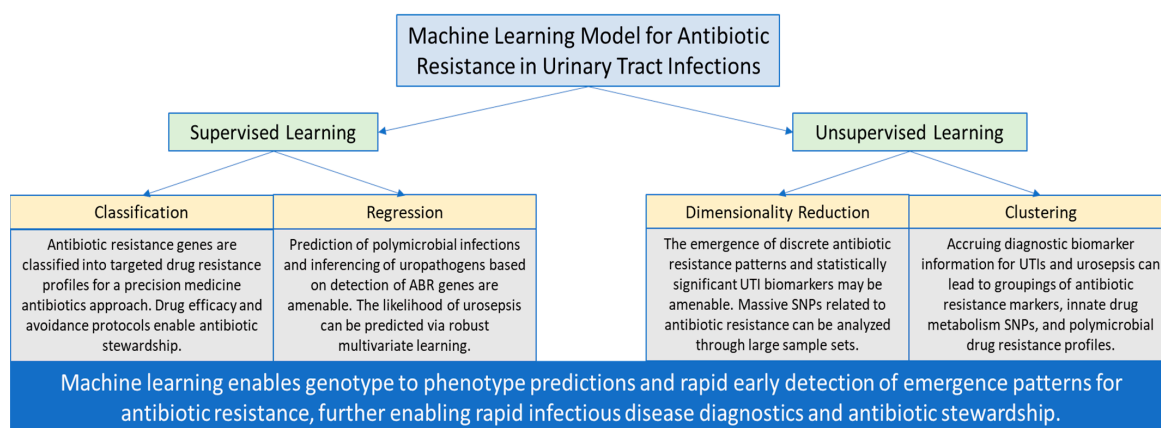 Machine Learning Model for Antibiotic
Resistance in Urinary Tract Infections
Supervised Learning
Unsupervised Learning
Classification
Antibiotic resistance genes are
classified into targeted drug resistance
profiles for a precision medicine
antibiotics approach. Drug efficacy and
avoidance protocols enable antibiotic
stewardship.
Regression
Prediction of polymicrobial infections
and inferencing of uropathogens based
on detection of ABR genes are
amenable. The likelihood of urosepsis
can be predicted via robust
multivariate learning.
Dimensionality Reduction
The emergence of discrete antibiotic
resistance patterns and statistically
significant UTI biomarkers may be
amenable. Massive SNPs related to
antibiotic resistance can be analyzed
through large sample sets.
Clustering
Accruing diagnostic biomarker
information for UTIs and urosepsis can
lead to groupings of antibiotic
resistance markers, innate drug
metabolism SNPs, and polymicrobial
drug resistance profiles.
Machine learning enables genotype to phenotype predictions and rapid early detection of emergence patterns for
antibiotic resistance, further enabling rapid infectious disease diagnostics and antibiotic stewardship.